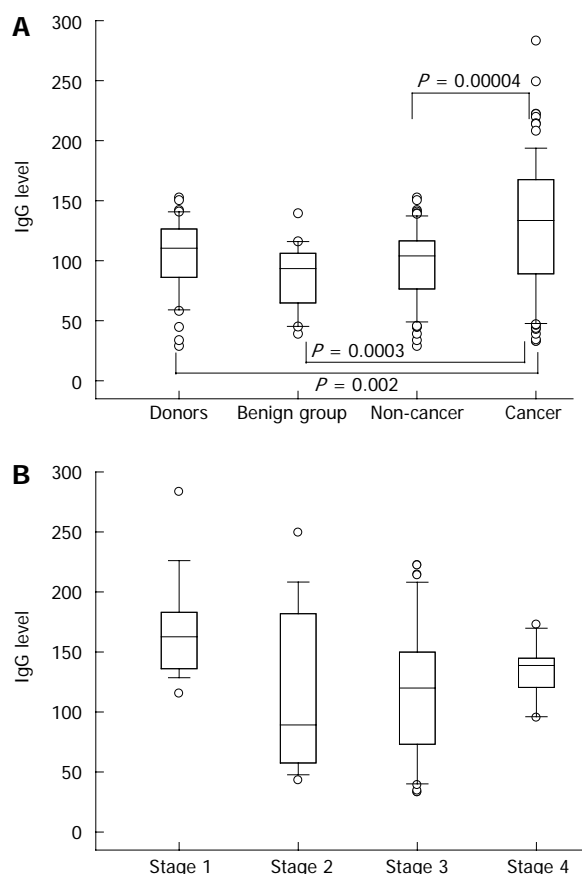 A
300
250
200
150
100
50
0
IgG level
P = 0.00004
P = 0.0003
P = 0.002
Donors Benign group Non-cancer Cancer
B
300
250
200
150
100
50
0
IgG level
Stage 1 Stage 2 Stage 3 Stage 4